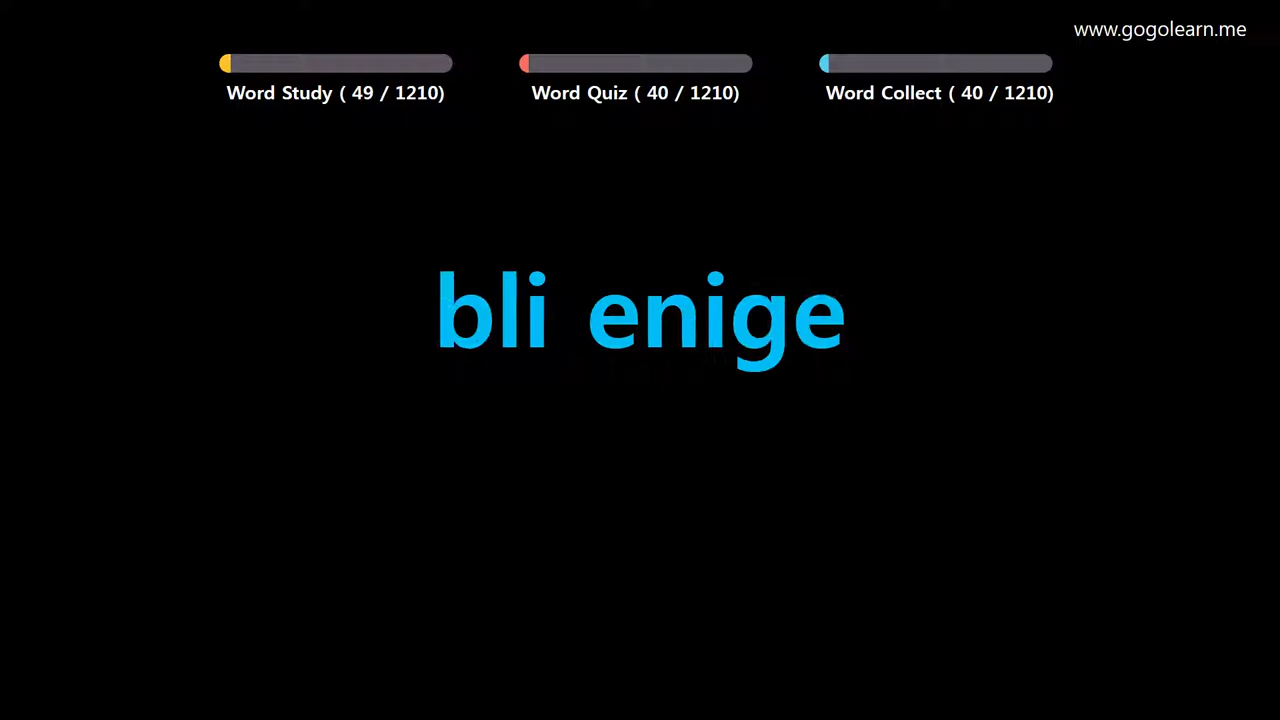 www.gogolearn.me
Word Study ( 49 / 1210)
Word Quiz ( 40 / 1210)
Word Collect ( 40 / 1210)
bli enige